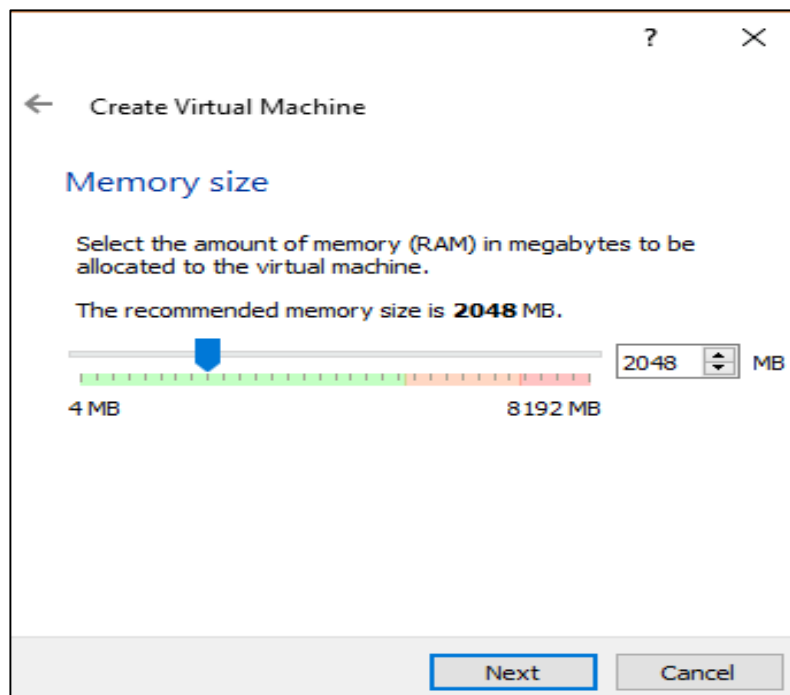 ?
Create Virtual Machine
Memory size
Select the amount of memory (RAM) in megabytes to be
allocated to the virtual machine.
The recommended memory size is 2048 MB.
2048 MB
4 MB 8192 MB
Next Cancel